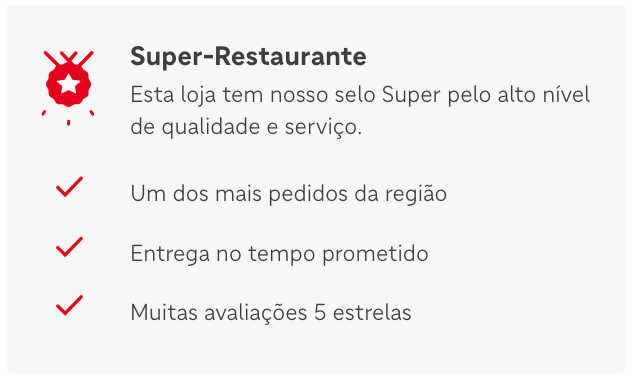 Super-Restaurante
Esta loja tem nosso selo Super pelo alto nível
de qualidade e serviço.
Um dos mais pedidos da região
Entrega no tempo prometido
Muitas avaliações 5 estrelas